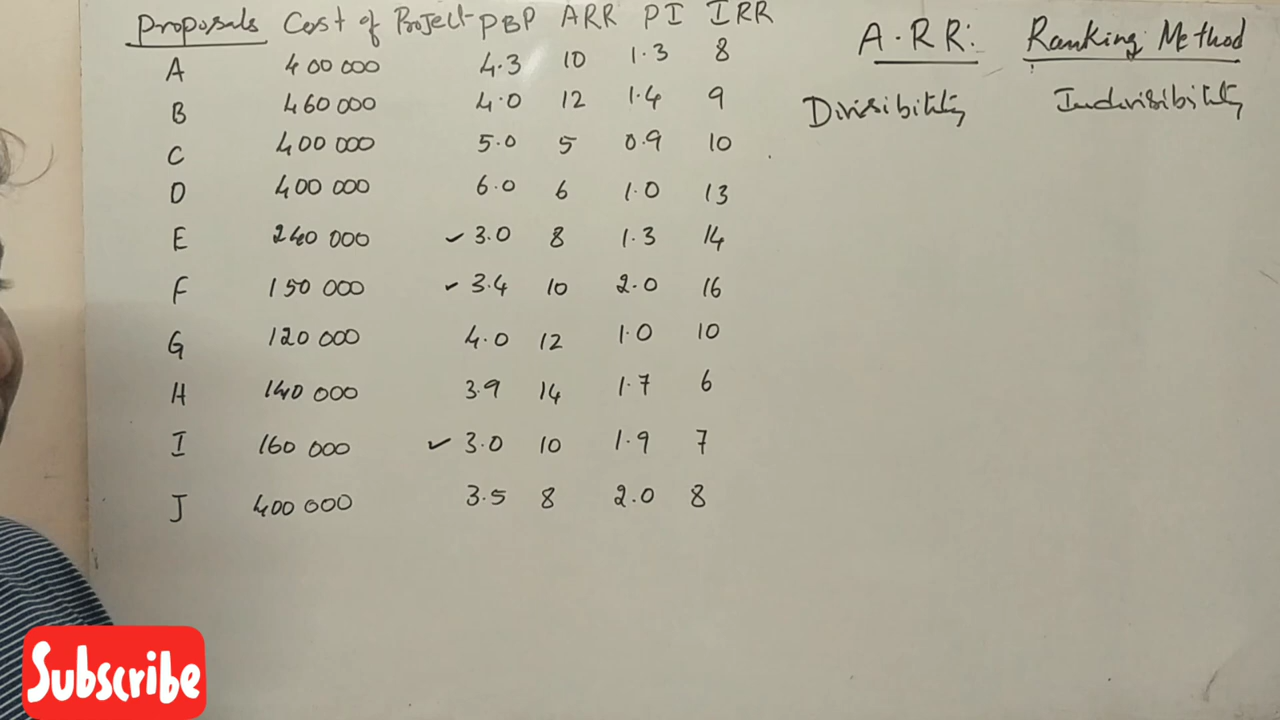 Proposals Cost of Project PBP ARR PI IRR
A 400 000 4.3 10 1.3 8
B 460 000 4.0 12 1.4 9
C 400 000 5.0 5 0.9 10
D 400 000 6.0 6 1.0 13
E 240 000 ✓ 3.0 8 1.3 14
F 150 000 ✓ 3.4 10 2.0 16
G 120 000 4.0 12 1.0 10
H 140 000 3.9 14 1.7 6
I 160 000 ✓ 3.0 10 1.9 7
J 400 000 3.5 8 2.0 8
A.R.R: Ranking Method
Divisibility Indivisibility
Subscribe